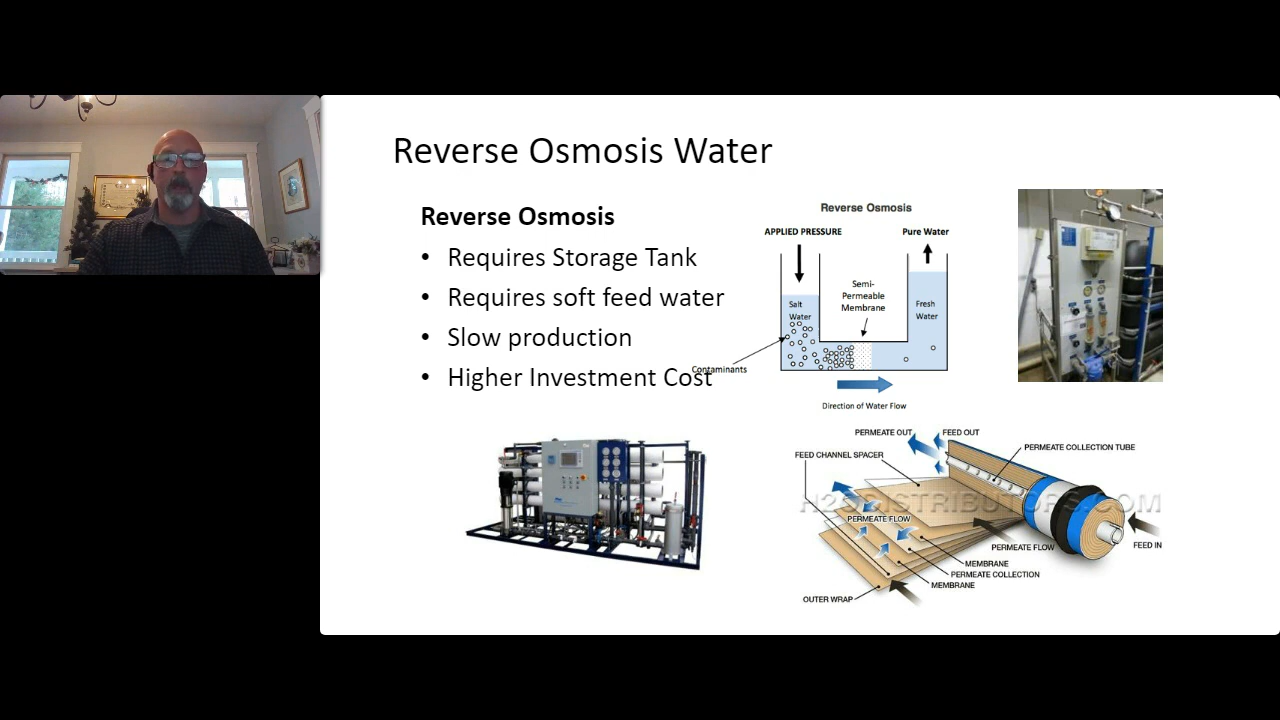 Reverse Osmosis Water
Reverse Osmosis
• Requires Storage Tank
• Requires soft feed water
• Slow production
• Higher Investment Cost
Reverse Osmosis
APPLIED PRESSURE
Pure Water
Semi-
Permeable
Membrane
Salt
Water
Fresh
Water
Contaminants
Direction of Water Flow
PERMEATE OUT
FEED OUT
PERMEATE COLLECTION TUBE
FEED CHANNEL SPACER
H2ODISTRIBUTORS.COM
PERMEATE FLOW
PERMEATE FLOW
FEED IN
MEMBRANE
PERMEATE COLLECTION
MEMBRANE
OUTER WRAP